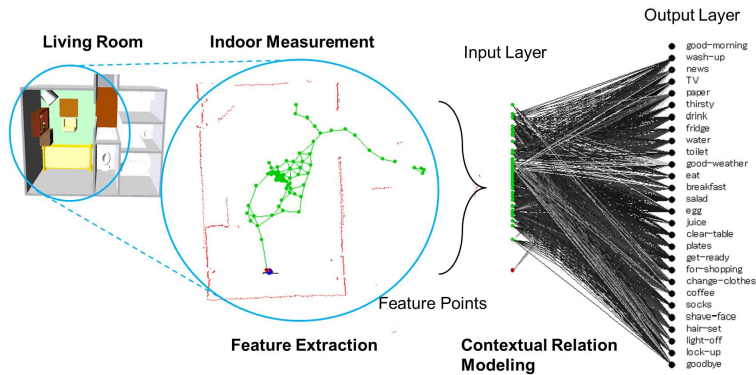 Living Room
Indoor Measurement
Input Layer
Output Layer
good-morning
wash-up
news
TV
paper
thirsty
drink
fridge
water
toilet
good-weather
eat
breakfast
salad
egg
juice
clear-table
plates
get-ready
for-shopping
change-clothes
coffee
socks
shave-face
hair-set
light-off
lock-up
goodbye
Feature Points
Feature Extraction
Contextual Relation
Modeling